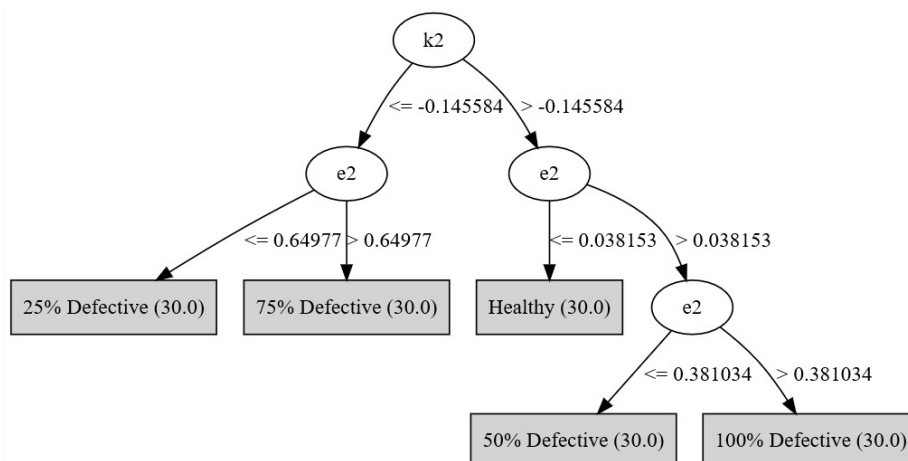 k2
<= -0.145584
> -0.145584
e2
e2
<= 0.64977
> 0.64977
<= 0.038153
> 0.038153
25% Defective (30.0)
75% Defective (30.0)
Healthy (30.0)
e2
<= 0.381034
> 0.381034
50% Defective (30.0)
100% Defective (30.0)